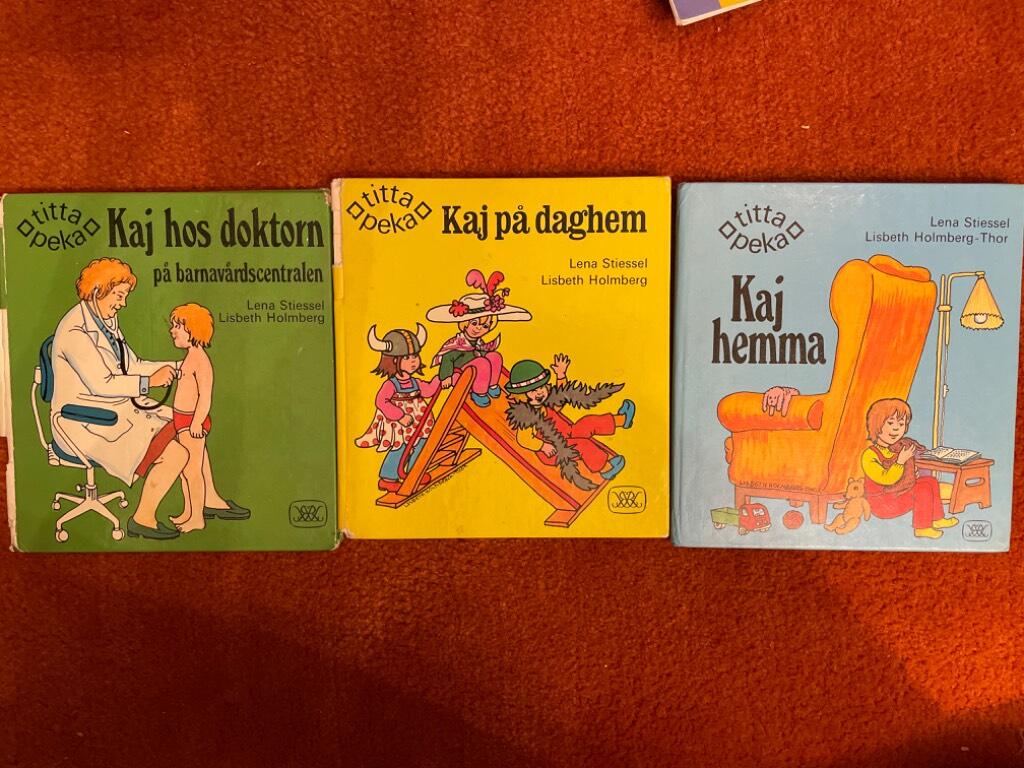 titta
peka
Kaj hos doktorn
på barnavårdscentralen
Lena Stiessel
Lisbeth Holmberg
titta
peka
Kaj på daghem
Lena Stiessel
Lisbeth Holmberg
titta
peka
Lena Stiessel
Lisbeth Holmberg-Thor
Kaj
hemma